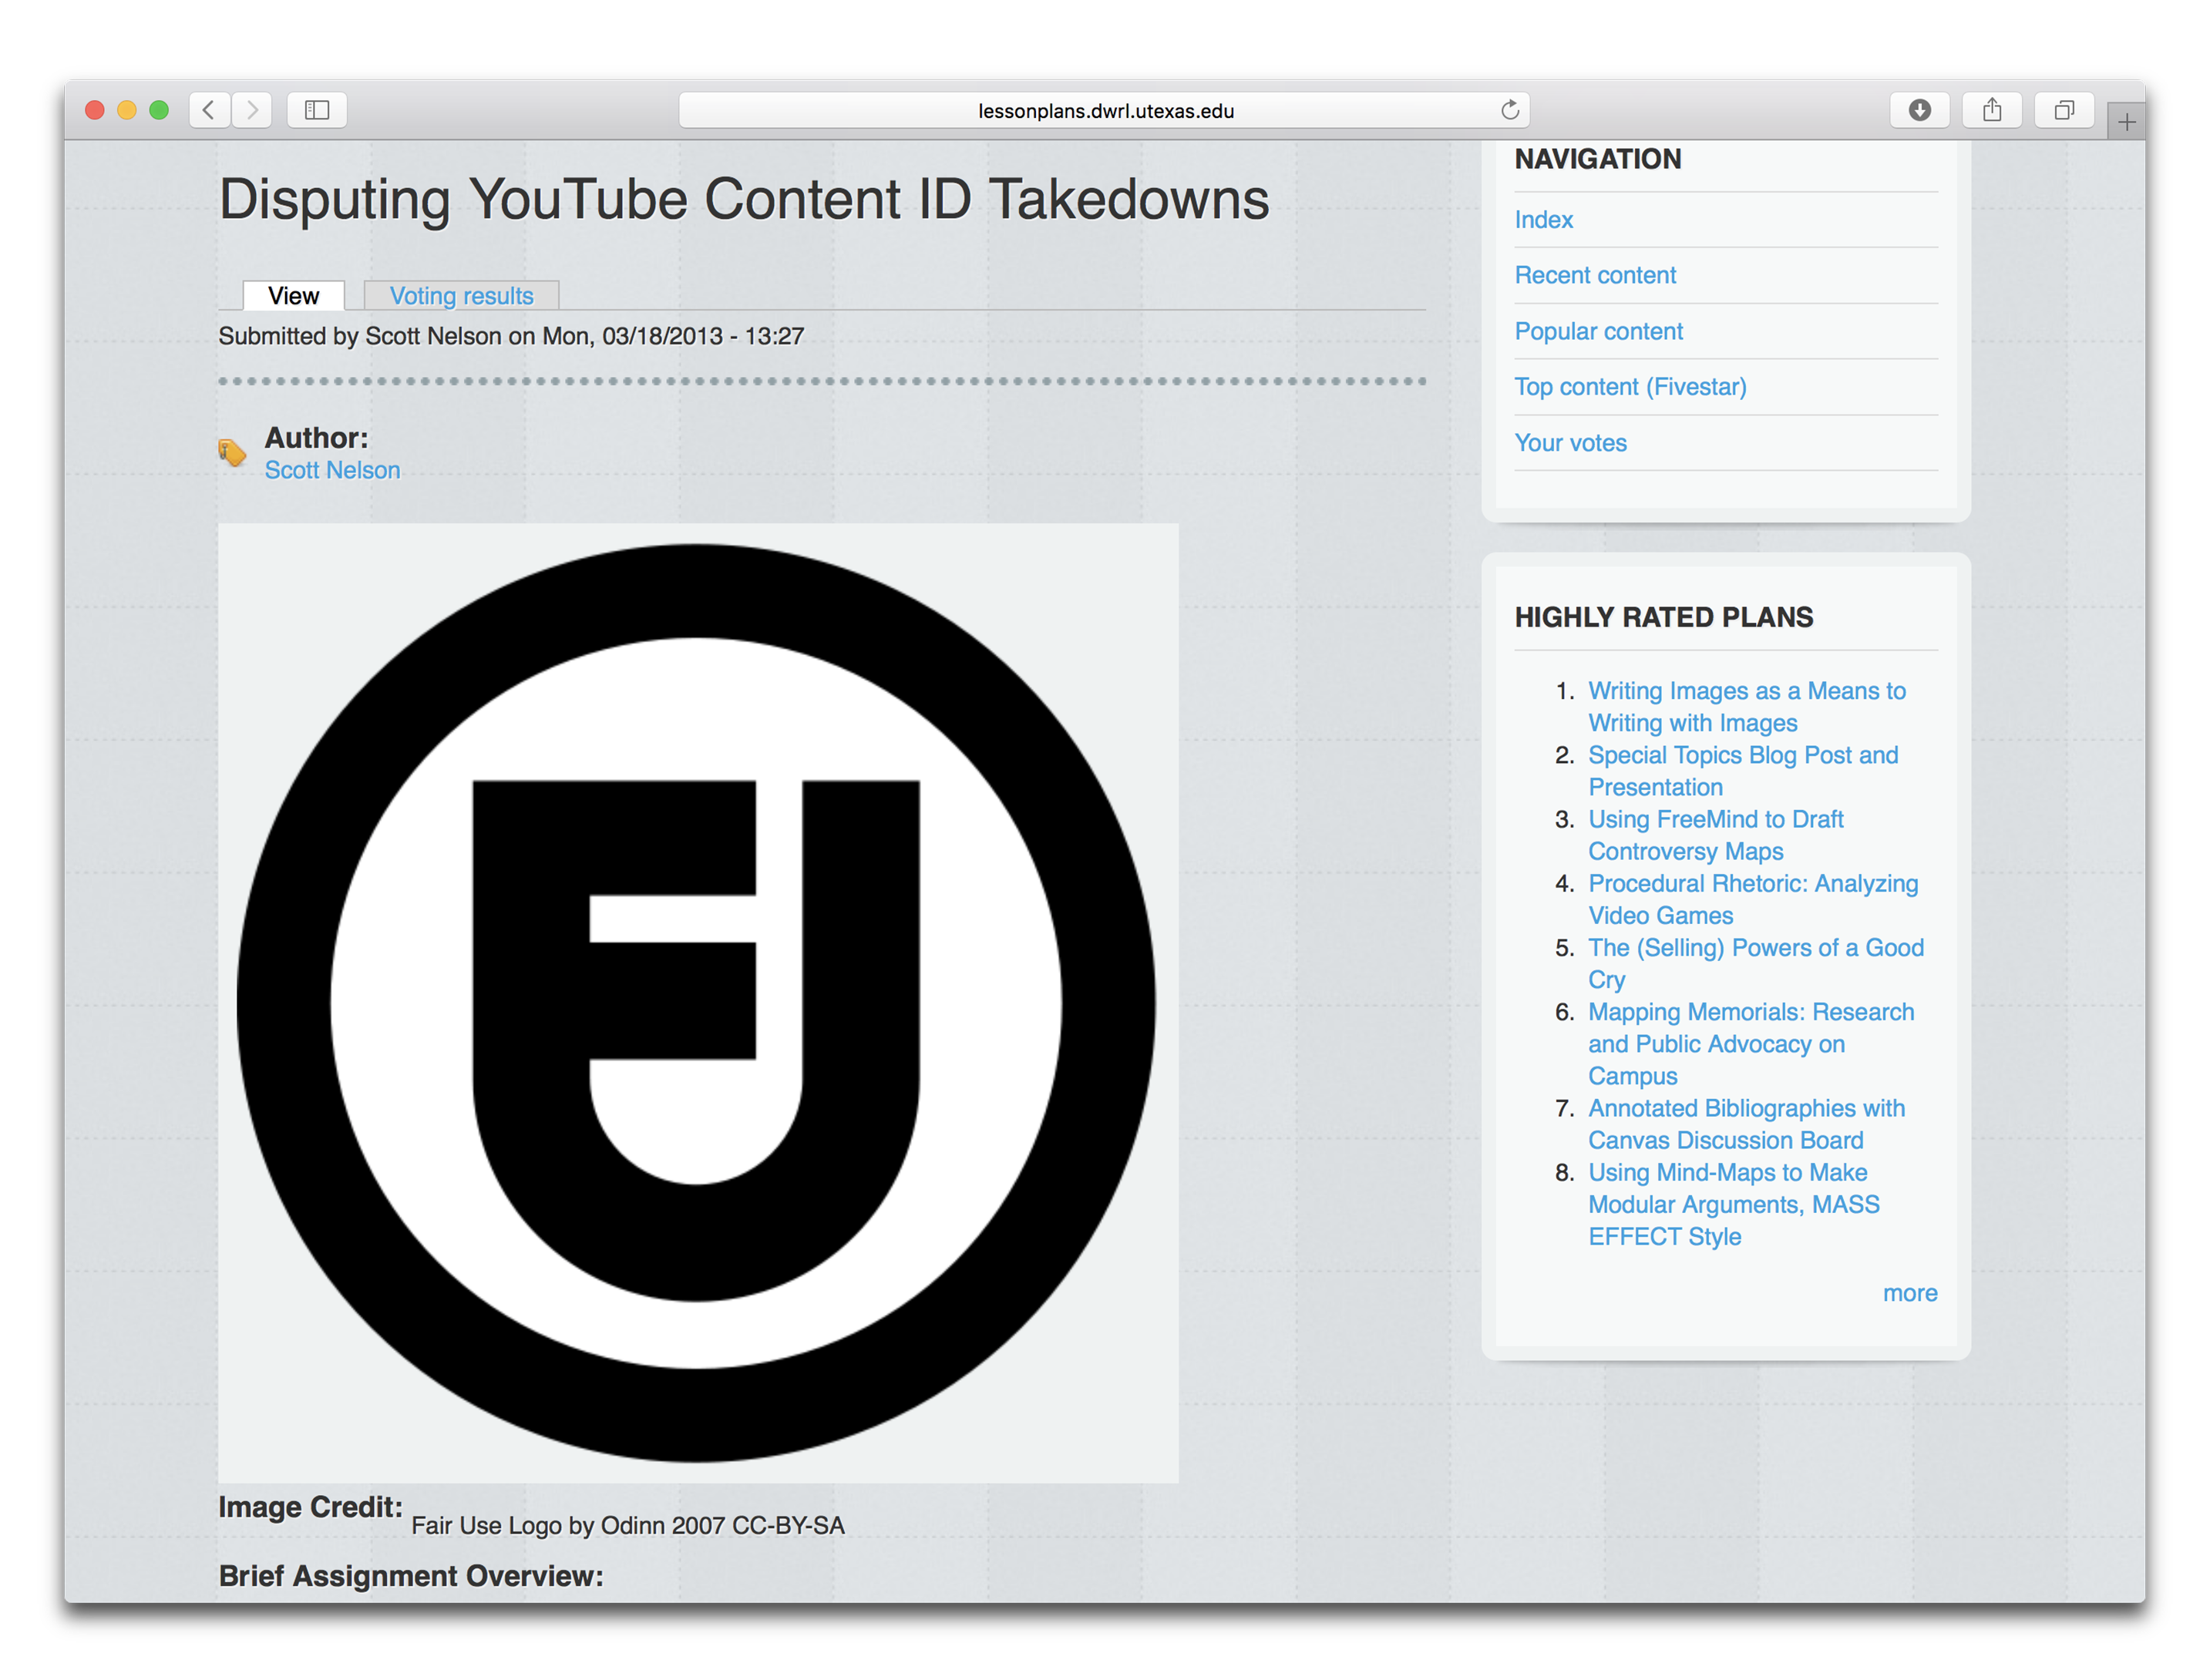 lessonplans.dwrl.utexas.edu
Disputing YouTube Content ID Takedowns
View
Voting results
Submitted by Scott Nelson on Mon, 03/18/2013 - 13:27
Author:
Scott Nelson
FU
Image Credit:
Fair Use Logo by Odinn 2007 CC-BY-SA
Brief Assignment Overview:
NAVIGATION
Index
Recent content
Popular content
Top content (Fivestar)
Your votes
HIGHLY RATED PLANS
1. Writing Images as a Means to
Writing with Images
2. Special Topics Blog Post and
Presentation
3. Using FreeMind to Draft
Controversy Maps
4. Procedural Rhetoric: Analyzing
Video Games
5. The (Selling) Powers of a Good
Cry
6. Mapping Memorials: Research
and Public Advocacy on
Campus
7. Annotated Bibliographies with
Canvas Discussion Board
8. Using Mind-Maps to Make
Modular Arguments, MASS
EFFECT Style
more